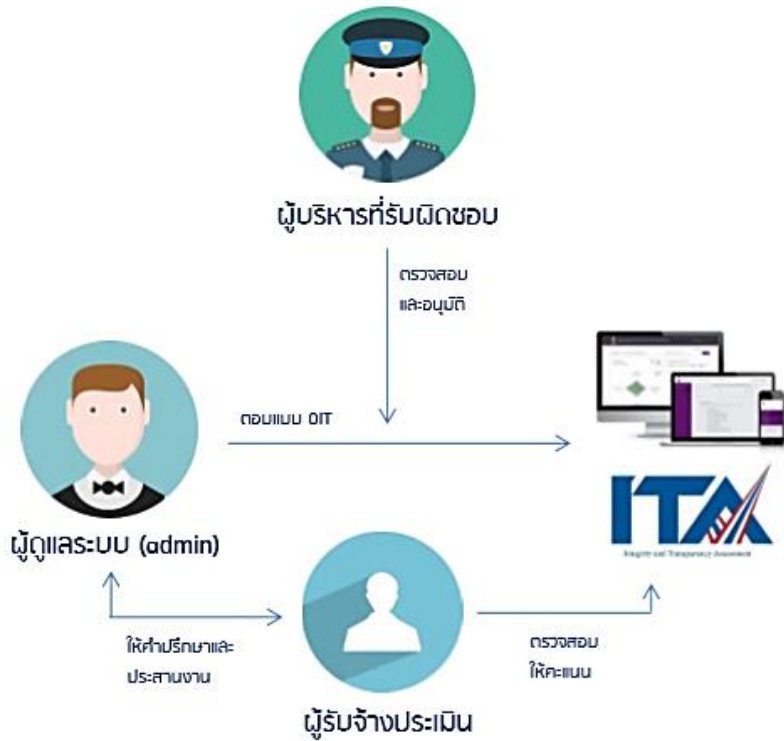 ผู้บริหารที่รับผิดชอบ
ตรวจสอบ
และอนุมัติ
ตอบแบบ OIT
ผู้ดูแลระบบ (admin)
ITA
Integrity and Transparency Assessment
ให้คำปรึกษาและ
ประสานงาน
ตรวจสอบ
ให้คะแนน
ผู้รับจ้างประเมิน